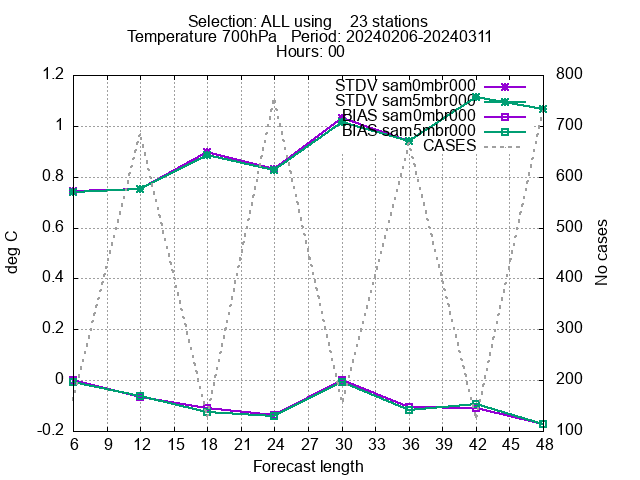 Selection: ALL using 23 stations
Temperature 700hPa Period: 20240206-20240311
Hours: 00
STDV sam0mbr000
STDV sam5mbr000
BIAS sam0mbr000
BIAS sam5mbr000
CASES
1.2
1
0.8
0.6
0.4
0.2
0
-0.2
deg C
800
700
600
500
400
300
200
100
No cases
6 9 12 15 18 21 24 27 30 33 36 39 42 45 48
Forecast length